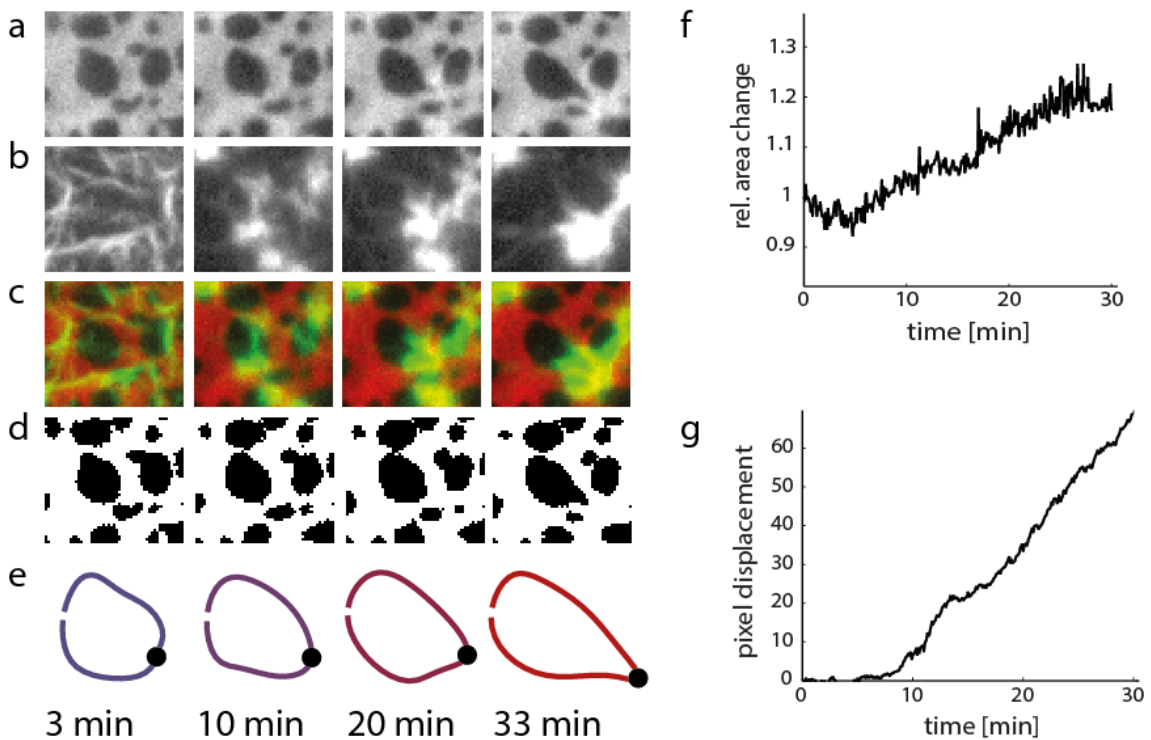 a
b
c
d
e
3 min
10 min
20 min
33 min
f
rel. area change
1.3
1.2
1.1
1
0.9
0
10
20
30
time [min]
g
pixel displacement
60
50
40
30
20
10
0
0
10
20
30
time [min]